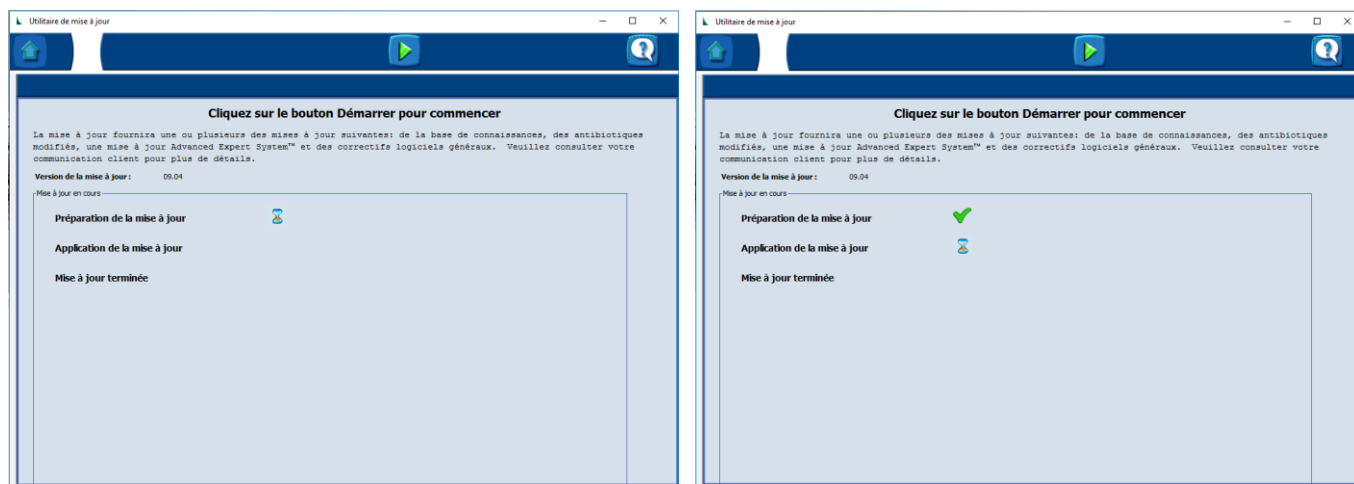 Utilitaire de mise à jour
Cliquez sur le bouton Démarrer pour commencer
La mise à jour fournira une ou plusieurs des mises à jour suivantes: de la base de connaissances, des antibiotiques
modifiés, une mise à jour Advanced Expert System™ et des correctifs logiciels généraux. Veuillez consulter votre
communication client pour plus de détails.
Version de la mise à jour : 09.04
Mise à jour en cours
Préparation de la mise à jour
Application de la mise à jour
Mise à jour terminée
Utilitaire de mise à jour
Cliquez sur le bouton Démarrer pour commencer
La mise à jour fournira une ou plusieurs des mises à jour suivantes: de la base de connaissances, des antibiotiques
modifiés, une mise à jour Advanced Expert System™ et des correctifs logiciels généraux. Veuillez consulter votre
communication client pour plus de détails.
Version de la mise à jour : 09.04
Mise à jour en cours
Préparation de la mise à jour
Application de la mise à jour
Mise à jour terminée